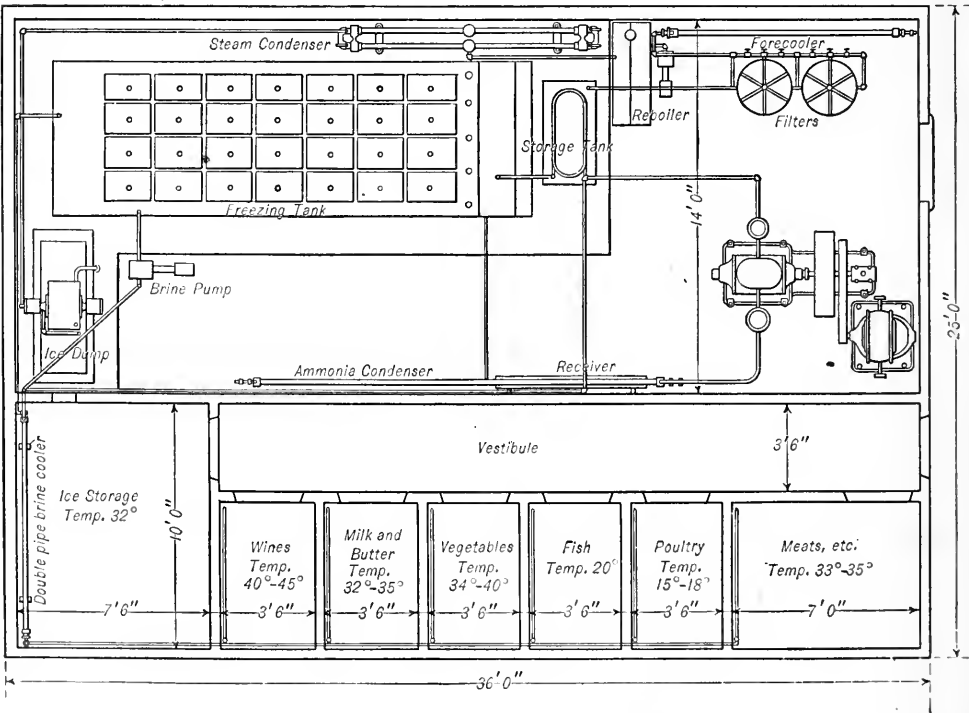 Steam Condenser
Forecooler
Reboiler
Filters
Storage Tank
Freezing Tank
14'0"
Brine Pump
25'-0"
Ice Dump
Ammonia Condenser
Receiver
Vestibule
3'6"
Double pipe brine cooler
Ice Storage
Temp. 32°
10'0"
7'6"
Wines
Temp.
40°-45°
3'6"
Milk and
Butter
Temp.
32°-35°
3'6"
Vegetables
Temp.
34°-40°
3'6"
Fish
Temp. 20°
3'6"
Poultry
Temp.
15°-18°
3'6"
Meats, etc.
Temp. 33°-35°
7'0"
36'0"